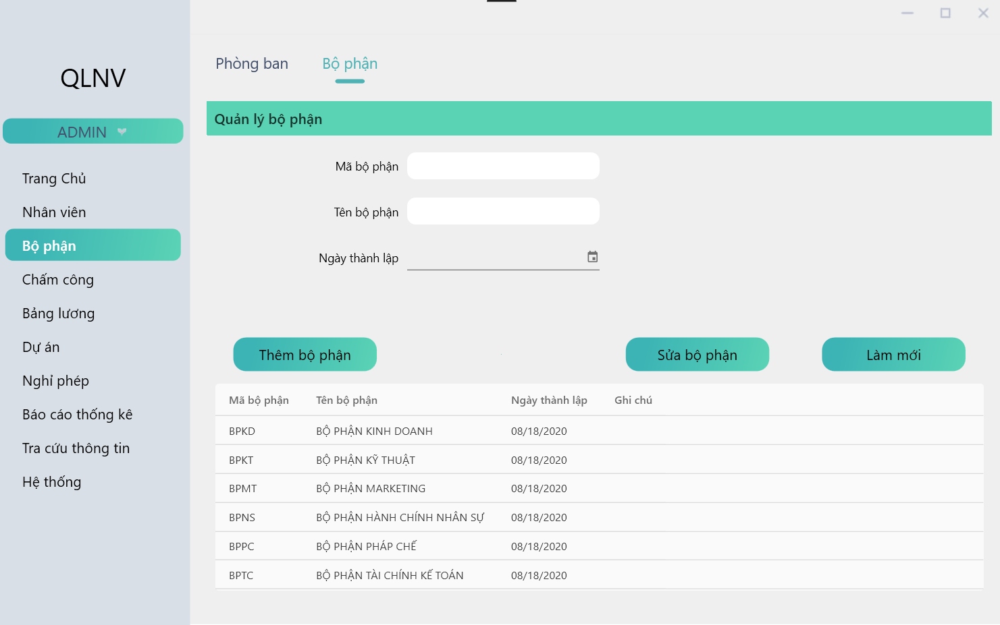 QLNV
ADMIN
Trang Chủ
Nhân viên
Bộ phận
Chấm công
Bảng lương
Dự án
Nghỉ phép
Báo cáo thống kê
Tra cứu thông tin
Hệ thống
Phòng ban Bộ phận
Quản lý bộ phận
Mã bộ phận
Tên bộ phận
Ngày thành lập
Thêm bộ phận Sửa bộ phận Làm mới
Mã bộ phận Tên bộ phận Ngày thành lập Ghi chú
BPKD BỘ PHẬN KINH DOANH 08/18/2020
BPKT BỘ PHẬN KỸ THUẬT 08/18/2020
BPMT BỘ PHẬN MARKETING 08/18/2020
BPNS BỘ PHẬN HÀNH CHÍNH NHÂN SỰ 08/18/2020
BPPC BỘ PHẬN PHÁP CHẾ 08/18/2020
BPTC BỘ PHẬN TÀI CHÍNH KẾ TOÁN 08/18/2020